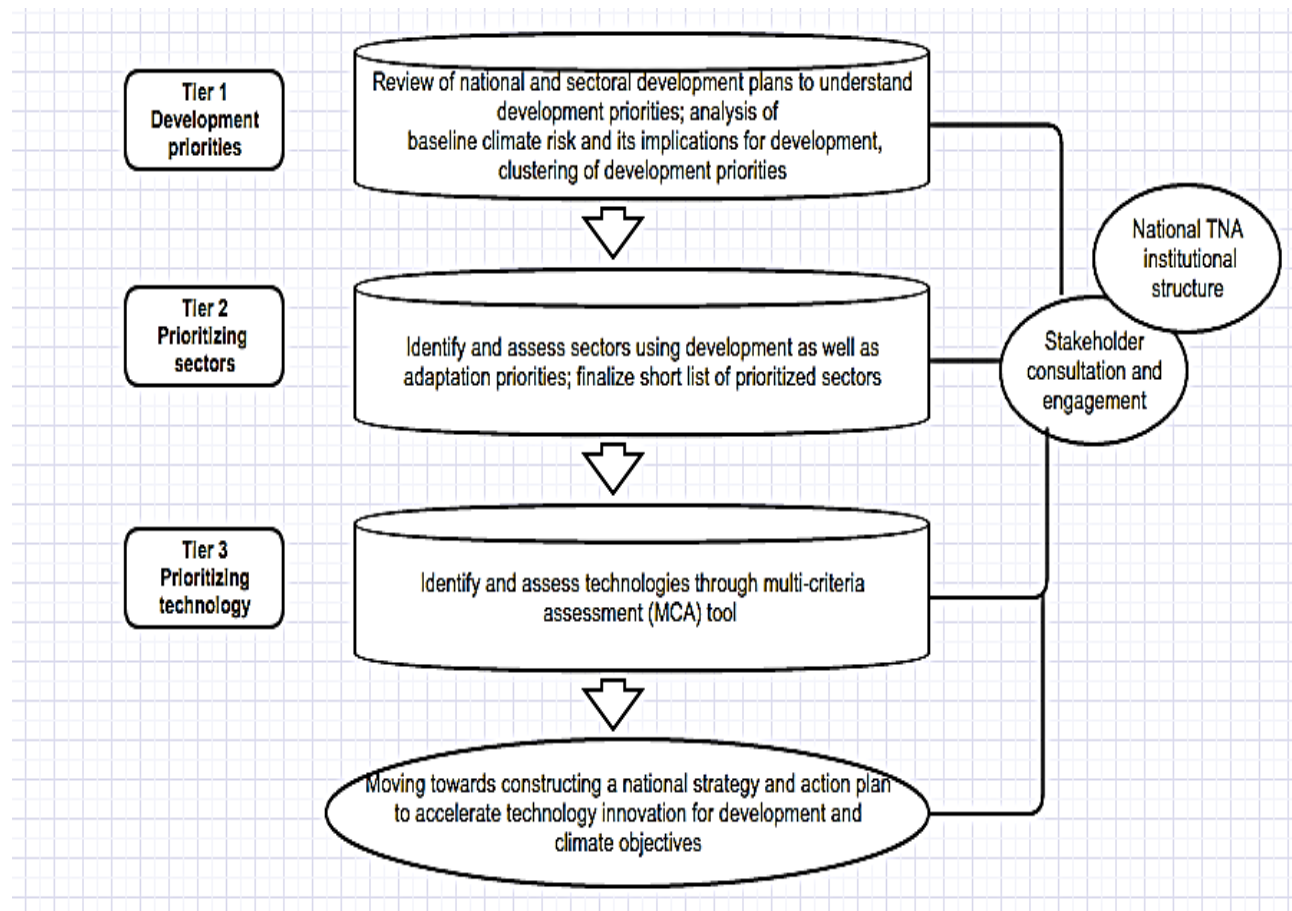 Tier 1
Development
priorities
Review of national and sectoral development plans to understand
development priorities; analysis of
baseline climate risk and its implications for development,
clustering of development priorities
National TNA
institutional
structure
Tier 2
Prioritizing
sectors
Identify and assess sectors using development as well as
adaptation priorities; finalize short list of prioritized sectors
Stakeholder
consultation and
engagement
Tier 3
Prioritizing
technology
Identify and assess technologies through multi-criteria
assessment (MCA) tool
Moving towards constructing a national strategy and action plan
to accelerate technology innovation for development and
climate objectives